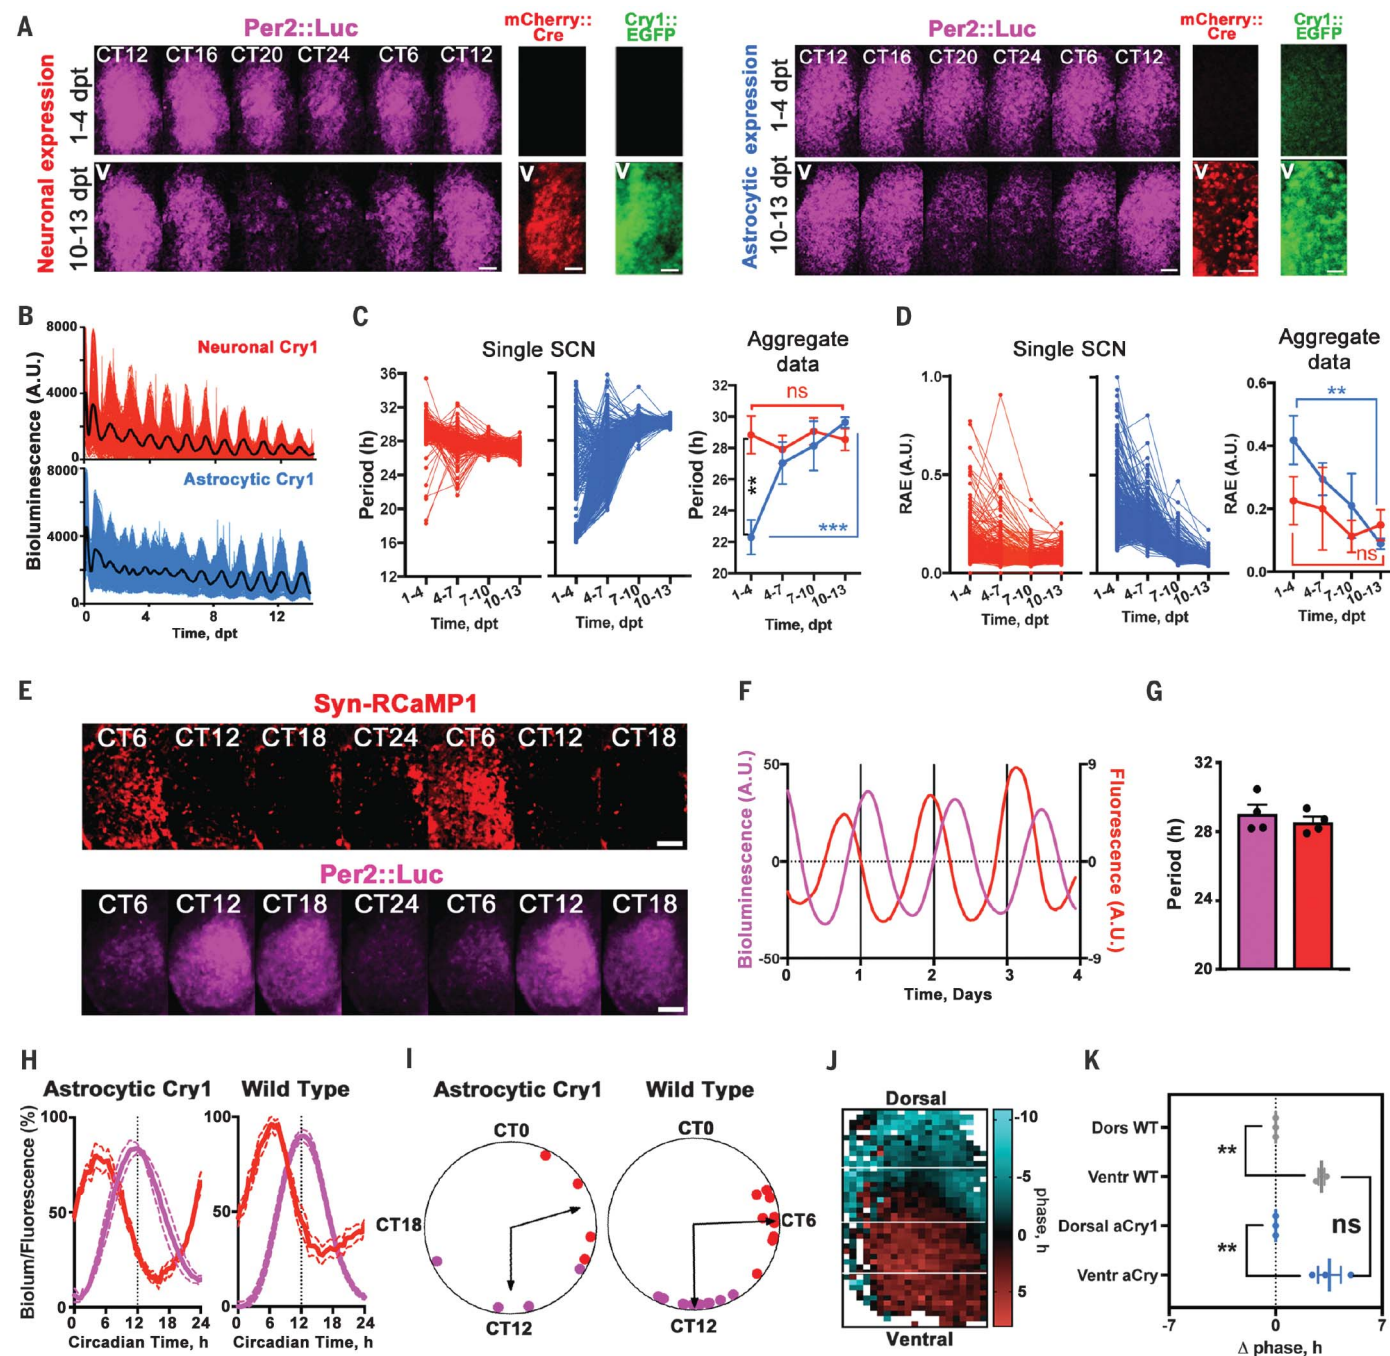 A
Per2::Luc
mCherry::
Cre
Cry1::
EGFP
CT12 CT16 CT20 CT24 CT6 CT12
Neuronal expression
1-4 dpt
10-13 dpt
V
V
V
Per2::Luc
mCherry::
Cre
Cry1::
EGFP
CT12 CT16 CT20 CT24 CT6 CT12
Astrocytic expression
1-4 dpt
10-13 dpt
V
V
V
B
Bioluminescence (A.U.)
8000
4000
0
Neuronal Cry1
8000
4000
0
Astrocytic Cry1
0 4 8 12
Time, dpt
C
Single SCN
Period (h)
36
32
28
24
20
16
12
1-4 4-7 7-10 10-13
Time, dpt
1-4 4-7 7-10 10-13
Time, dpt
Aggregate
data
Period (h)
32
30
28
26
24
22
20
ns
**
***
1-4 4-7 7-10 10-13
Time, dpt
D
Single SCN
RAE (A.U.)
1.0
0.5
0.0
1-4 4-7 7-10 10-13
Time, dpt
1-4 4-7 7-10 10-13
Time, dpt
Aggregate
data
RAE (A.U.)
0.6
0.4
0.2
0.0
**
ns
1-4 4-7 7-10 10-13
Time, dpt
E
Syn-RCaMP1
CT6 CT12 CT18 CT24 CT6 CT12 CT18
Per2::Luc
CT6 CT12 CT18 CT24 CT6 CT12 CT18
F
Bioluminescence (A.U.)
50
0
-50
9
0
-9
Fluorescence (A.U.)
0 1 2 3 4
Time, Days
G
Period (h)
32
28
24
20
H
Astrocytic Cry1
Wild Type
Biolum/Fluorescence (%)
100
50
0
0 6 12 18 24
Circadian Time, h
100
50
0
0 6 12 18 24
Circadian Time, h
I
Astrocytic Cry1
Wild Type
CT0
CT18
CT12
CT0
CT6
CT12
J
Dorsal
Ventral
-10
-5
0
5
phase, h
K
Dors WT
Ventr WT
Dorsal aCry1
Ventr aCry
**
**
ns
-7 0 7
Δ phase, h